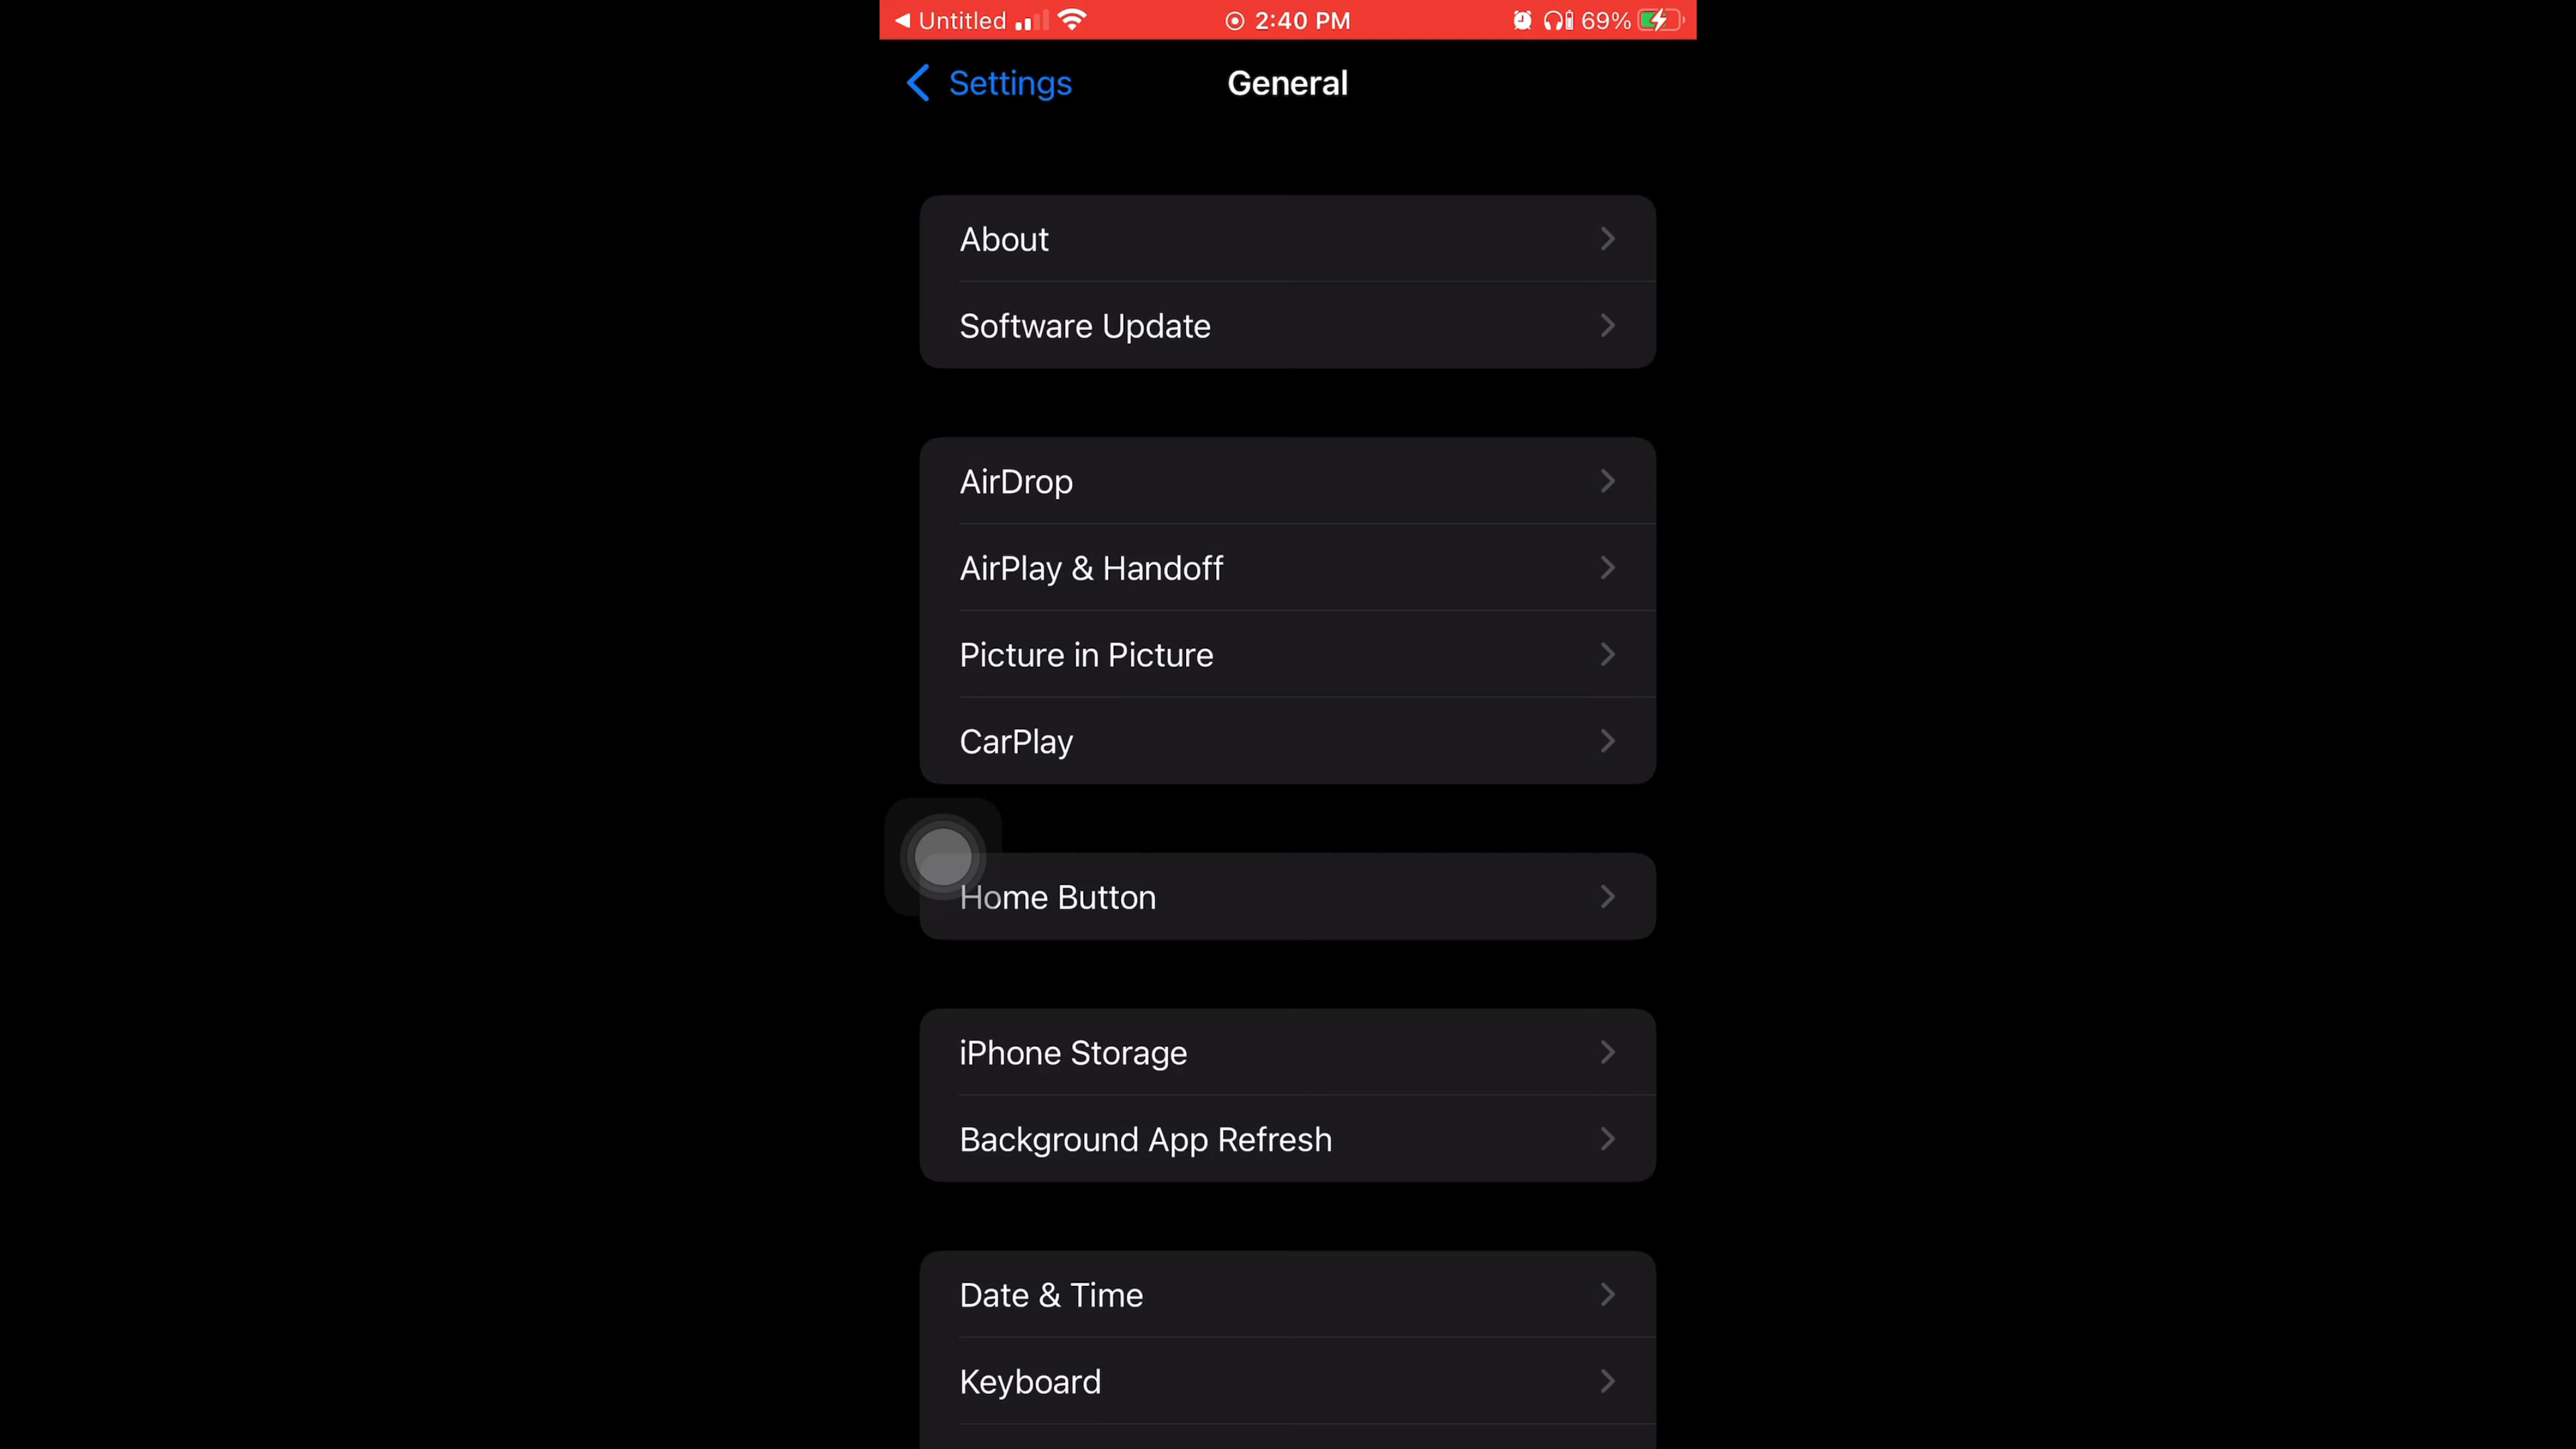 Untitled 2:40 PM 69%
Settings General
About
Software Update
AirDrop
AirPlay & Handoff
Picture in Picture
CarPlay
Home Button
iPhone Storage
Background App Refresh
Date & Time
Keyboard